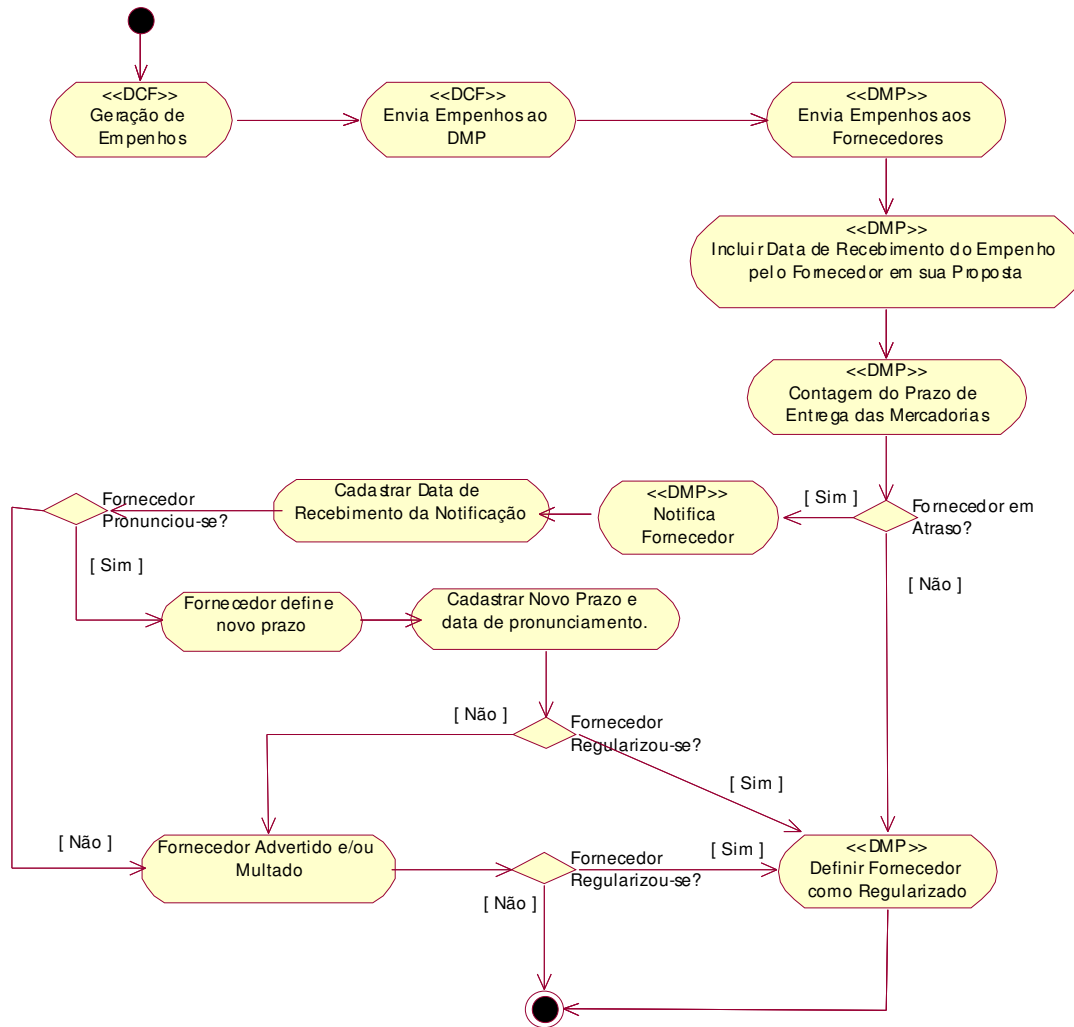 <<DCF>>
Geração de
Empenhos
<<DCF>>
Envia Empenhos ao
DMP
<<DMP>>
Envia Empenhos aos
Fornecedores
<<DMP>>
Incluir Data de Recebimento do Empenho
pelo Fornecedor em sua Proposta
<<DMP>>
Contagem do Prazo de
Entrega das Mercadorias
Fornecedor em
Atraso?
[ Sim ]
[ Não ]
<<DMP>>
Notifica
Fornecedor
Cadastrar Data de
Recebimento da Notificação
Fornecedor
Pronunciou-se?
[ Sim ]
Fornecedor define
novo prazo
Cadastrar Novo Prazo e
data de pronunciamento.
[ Não ]
Fornecedor
Regularizou-se?
[ Sim ]
[ Não ]
Fornecedor Advertido e/ou
Multado
Fornecedor
Regularizou-se?
[ Sim ]
[ Não ]
<<DMP>>
Definir Fornecedor
como Regularizado